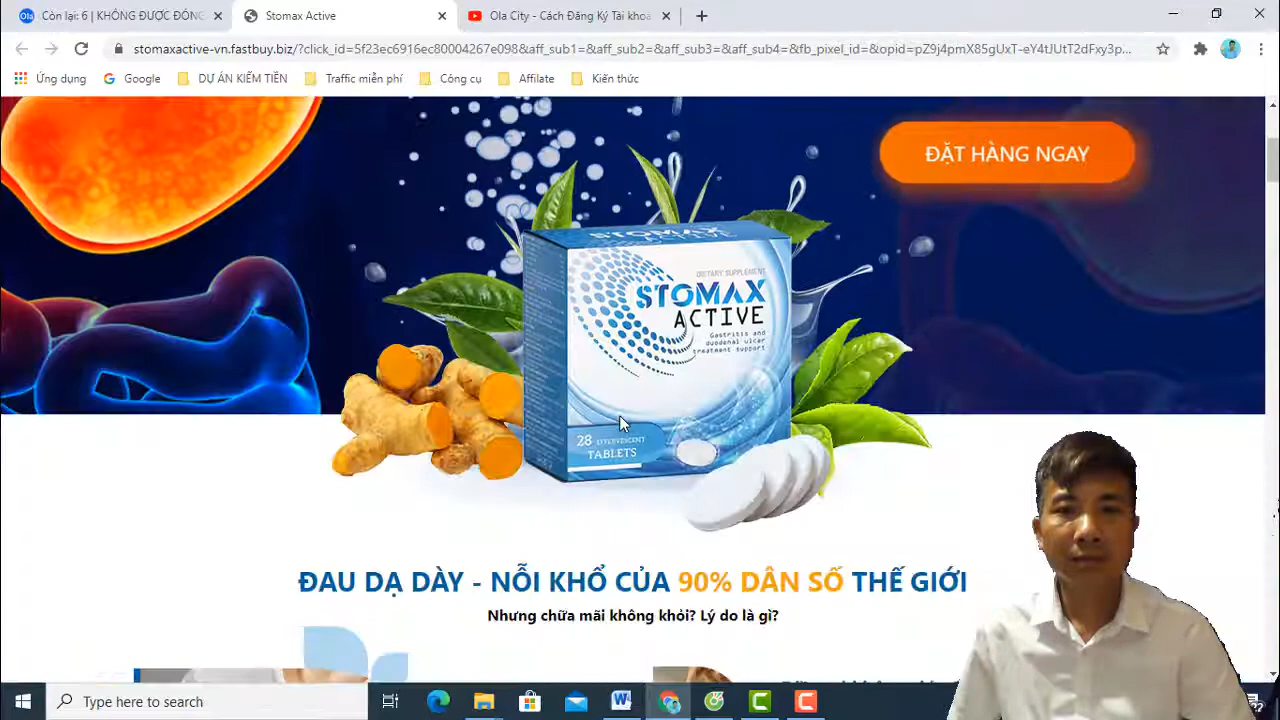 Còn lại: 6 | KHÔNG ĐƯỢC ĐÓNG
Stomax Active
Ola City - Cách Đăng Ký Tài khoả
stomaxactive-vn.fastbuy.biz/?click_id=5f23ec6916ec80004267e098&aff_sub1=&aff_sub2=&aff_sub3=&aff_sub4=&fb_pixel_id=&opid=pZ9j4pmX85gUxT-eY4tJUtT2dFxy3p...
Ứng dụng
Google
DỰ ÁN KIẾM TIỀN
Traffic miễn phí
Công cụ
Affilate
Kiến thức
ĐẶT HÀNG NGAY
STOMAX
ACTIVE
DIETARY SUPPLEMENT
STOMAX
ACTIVE
Gastritis and
duodenal ulcer
treatment support
28 EFFERVESCENT
TABLETS
ĐAU DẠ DÀY - NỖI KHỔ CỦA 90% DÂN SỐ THẾ GIỚI
Nhưng chữa mãi không khỏi? Lý do là gì?
Type here to search